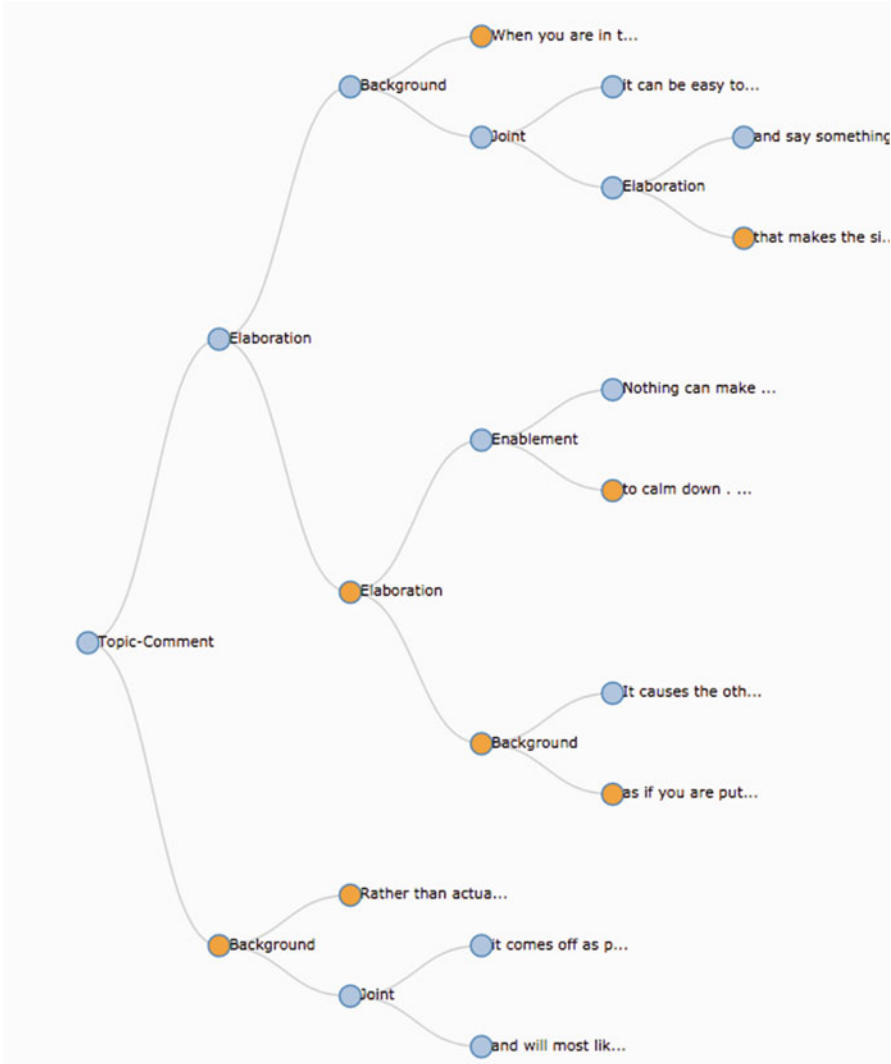 When you are in t...
Background
it can be easy to...
Joint
and say something
Elaboration
that makes the si...
Elaboration
Nothing can make ...
Enablement
to calm down . ...
Elaboration
Topic-Comment
It causes the oth...
Background
as if you are put...
Rather than actua...
Background
it comes off as p...
Joint
and will most lik...